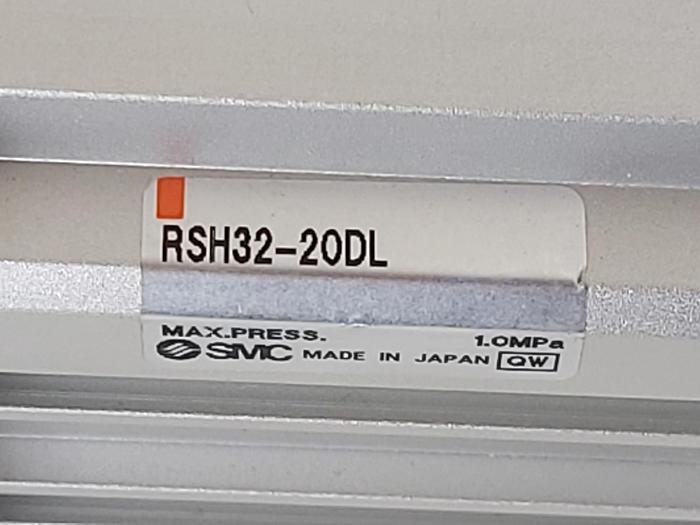 RSH32-20DL
MAX.PRESS. 1.0MPa
SMC MADE IN JAPAN QW